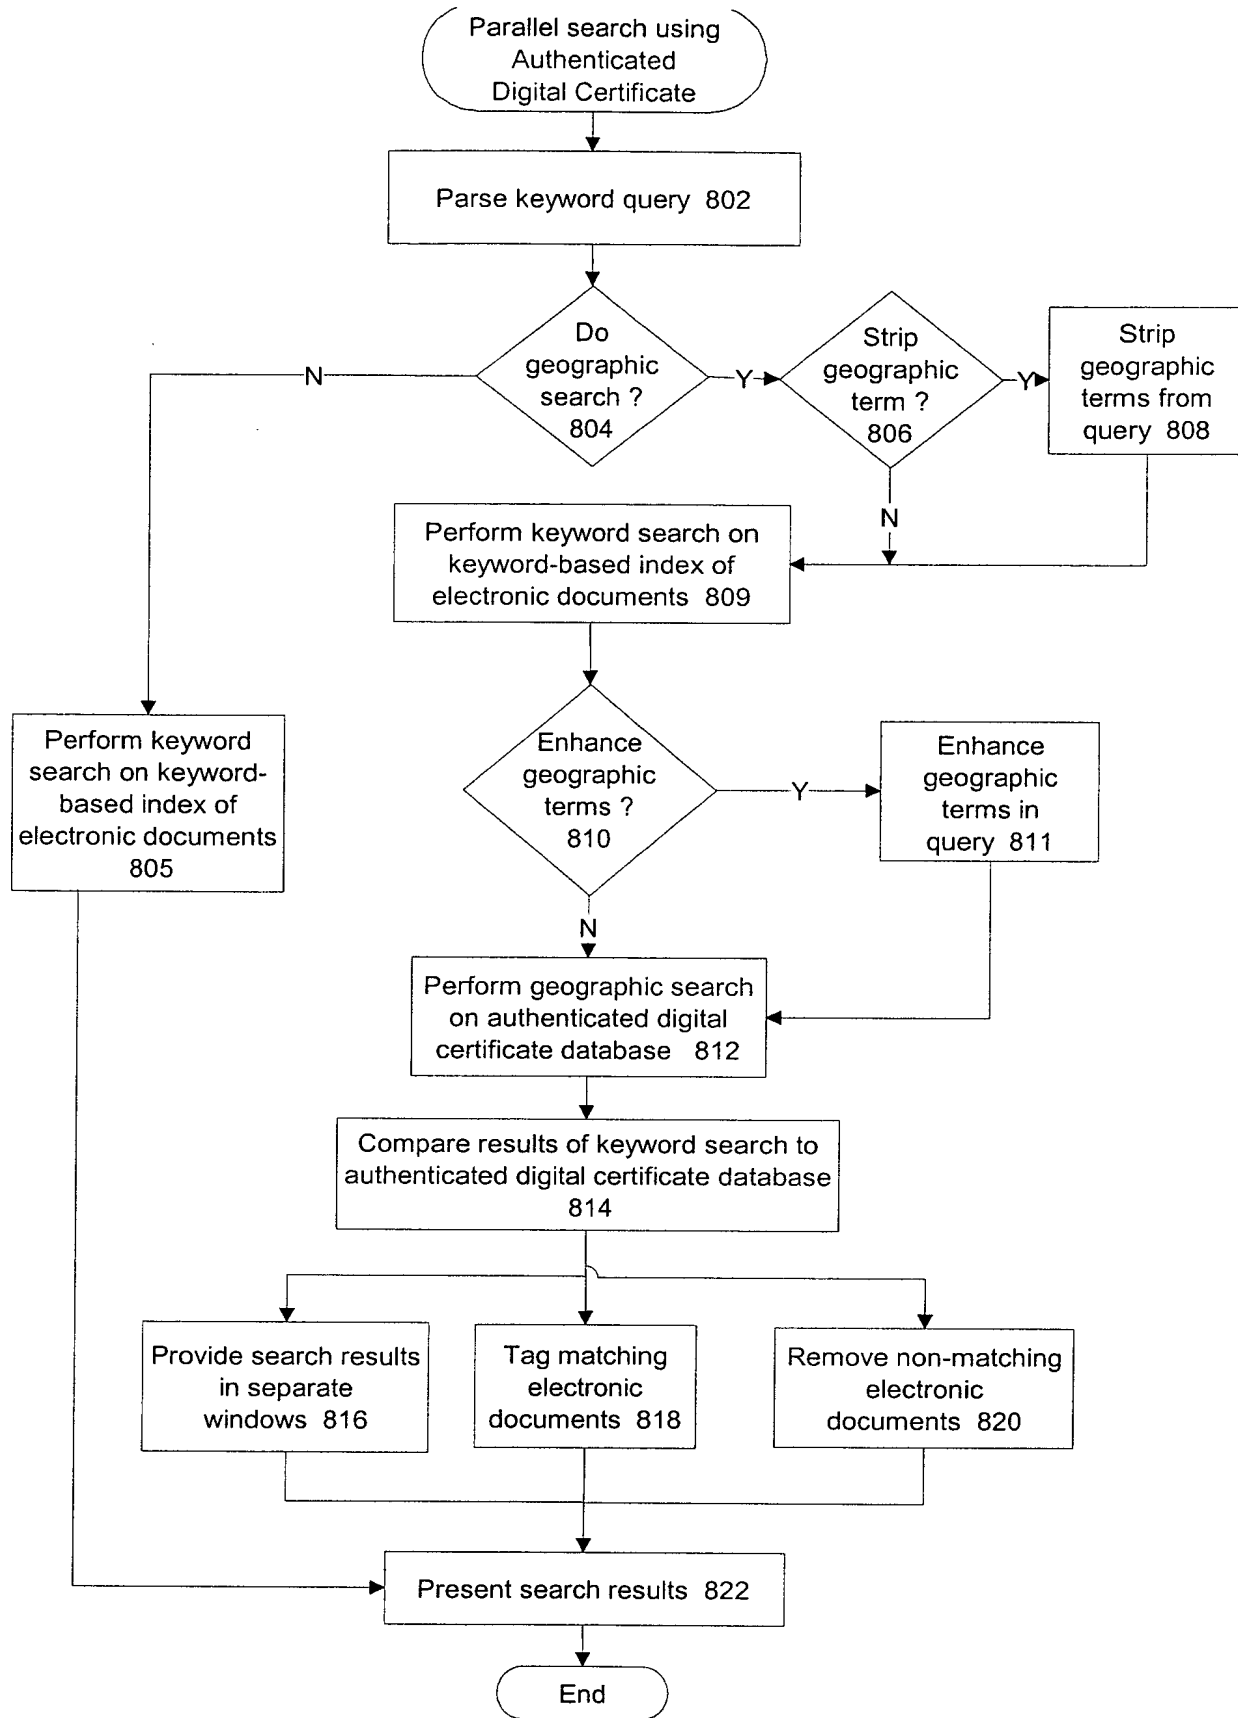 Parallel search using
Authenticated
Digital Certificate
Parse keyword query 802
Do
geographic
search ?
804
N
Y
Strip
geographic
term ?
806
Y
Strip
geographic
terms from
query 808
N
Perform keyword search on
keyword-based index of
electronic documents 809
Perform keyword
search on keyword-
based index of
electronic documents
805
Enhance
geographic
terms ?
810
Y
Enhance
geographic
terms in
query 811
N
Perform geographic search
on authenticated digital
certificate database 812
Compare results of keyword search to
authenticated digital certificate database
814
Provide search results
in separate
windows 816
Tag matching
electronic
documents 818
Remove non-matching
electronic
documents 820
Present search results 822
End